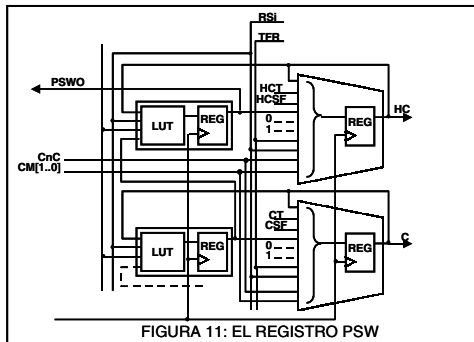 RSi
TFR
PSWO
HCT
HCSF
HC
LUT
REG
REG
0
1
CnC
CM[1..0]
CT
CSF
C
LUT
REG
REG
0
1
FIGURA 11: EL REGISTRO PSW